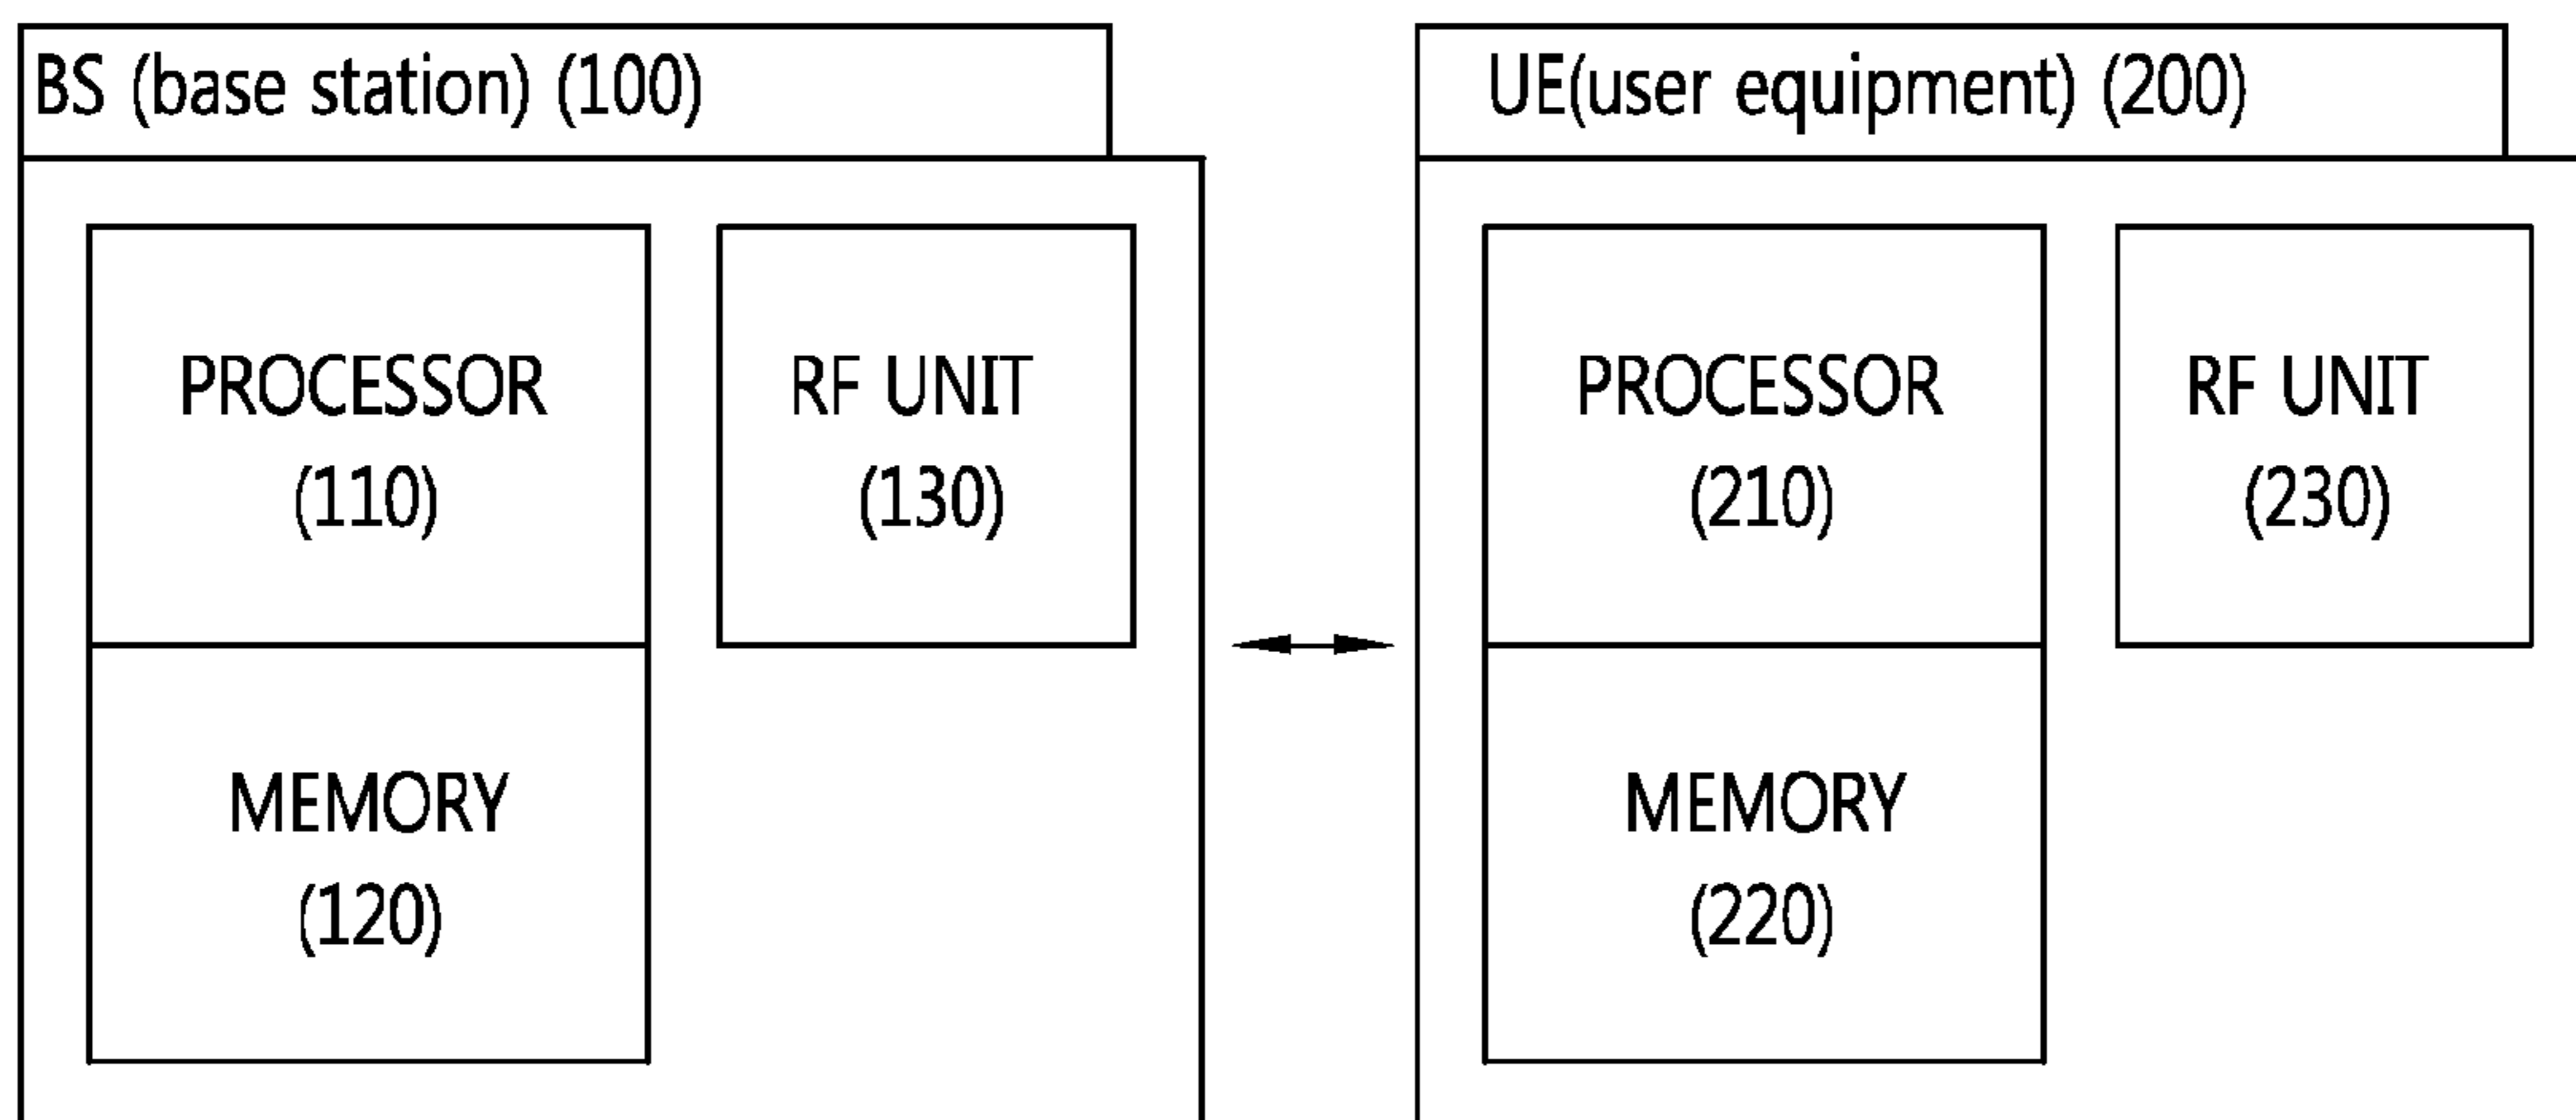 BS (base station) (100)
PROCESSOR
(110)
RF UNIT
(130)
MEMORY
(120)
UE(user equipment) (200)
PROCESSOR
(210)
RF UNIT
(230)
MEMORY
(220)